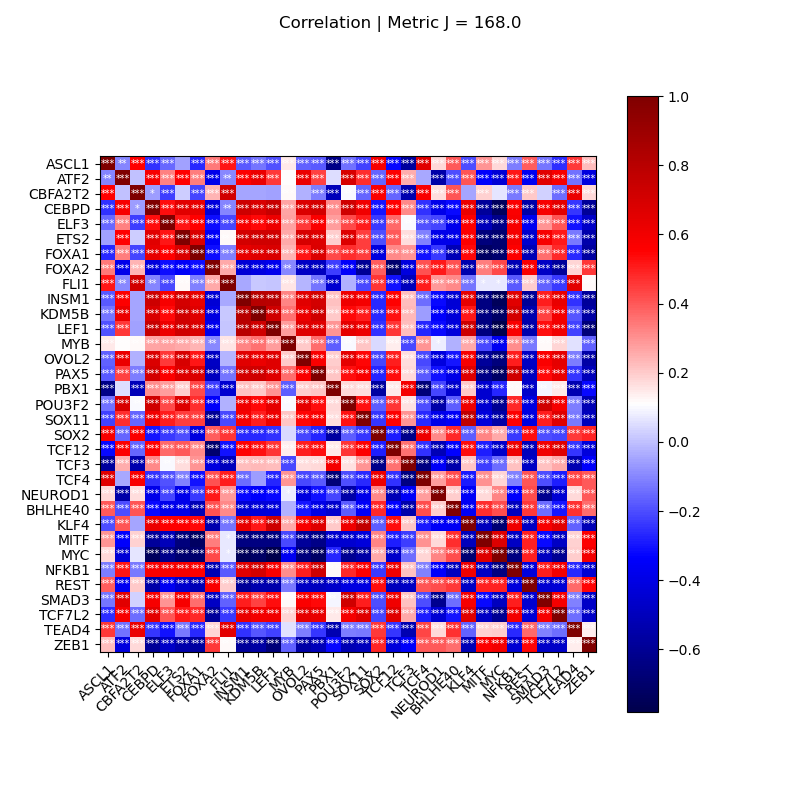 Correlation | Metric J = 168.0
ASCL1
ATF2
CBFA2T2
CEBPD
ELF3
ETS2
FOXA1
FOXA2
FLI1
INSM1
KDM5B
LEF1
MYB
OVOL2
PAX5
PBX1
POU3F2
SOX11
SOX2
TCF12
TCF3
TCF4
NEUROD1
BHLHE40
KLF4
MITF
MYC
NFKB1
REST
SMAD3
TCF7L2
TEAD4
ZEB1
ASCL1
ATF2
CBFA2T2
CEBPD
ELF3
ETS2
FOXA1
FOXA2
FLI1
INSM1
KDM5B
LEF1
MYB
OVOL2
PAX5
PBX1
POU3F2
SOX11
SOX2
TCF12
TCF3
TCF4
NEUROD1
BHLHE40
KLF4
MITF
MYC
NFKB1
REST
SMAD3
TCF7L2
TEAD4
ZEB1
1.0
0.8
0.6
0.4
0.2
0.0
−0.2
−0.4
−0.6